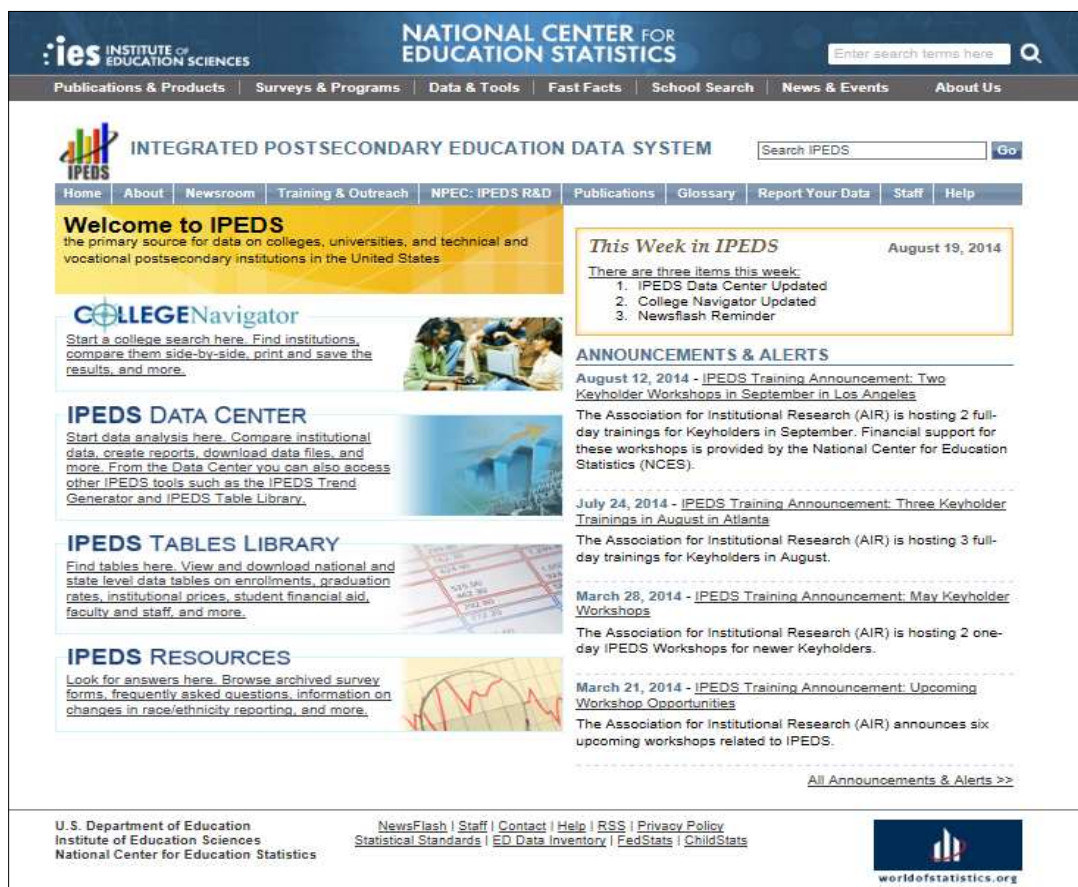 ies INSTITUTE OF
EDUCATION SCIENCES
NATIONAL CENTER FOR
EDUCATION STATISTICS
Enter search terms here
Publications & Products | Surveys & Programs | Data & Tools | Fast Facts | School Search | News & Events About Us
IPEDS
INTEGRATED POSTSECONDARY EDUCATION DATA SYSTEM
Search IPEDS Go
Home | About | Newsroom | Training & Outreach | NPEC: IPEDS R&D | Publications | Glossary | Report Your Data | Staff | Help
Welcome to IPEDS
the primary source for data on colleges, universities, and technical and
vocational postsecondary institutions in the United States
COLLEGENavigator
Start a college search here. Find institutions,
compare them side-by-side, print and save the
results, and more.
IPEDS DATA CENTER
Start data analysis here. Compare institutional
data, create reports, download data files, and
more. From the Data Center you can also access
other IPEDS tools such as the IPEDS Trend
Generator and IPEDS Table Library.
IPEDS TABLES LIBRARY
Find tables here. View and download national and
state level data tables on enrollments, graduation
rates, institutional prices, student financial aid,
faculty and staff, and more.
IPEDS RESOURCES
Look for answers here. Browse archived survey
forms, frequently asked questions, information on
changes in race/ethnicity reporting, and more.
This Week in IPEDS August 19, 2014
There are three items this week:
1. IPEDS Data Center Updated
2. College Navigator Updated
3. Newsflash Reminder
ANNOUNCEMENTS & ALERTS
August 12, 2014 - IPEDS Training Announcement: Two
Keyholder Workshops in September in Los Angeles
The Association for Institutional Research (AIR) is hosting 2 full-
day trainings for Keyholders in September. Financial support for
these workshops is provided by the National Center for Education
Statistics (NCES).
July 24, 2014 - IPEDS Training Announcement: Three Keyholder
Trainings in August in Atlanta
The Association for Institutional Research (AIR) is hosting 3 full-
day trainings for Keyholders in August.
March 28, 2014 - IPEDS Training Announcement: May Keyholder
Workshops
The Association for Institutional Research (AIR) is hosting 2 one-
day IPEDS Workshops for newer Keyholders.
March 21, 2014 - IPEDS Training Announcement: Upcoming
Workshop Opportunities
The Association for Institutional Research (AIR) announces six
upcoming workshops related to IPEDS.
All Announcements & Alerts >>
U.S. Department of Education
Institute of Education Sciences
National Center for Education Statistics
NewsFlash | Staff | Contact | Help | RSS | Privacy Policy
Statistical Standards | ED Data Inventory | FedStats | ChildStats
worldofstatistics.org